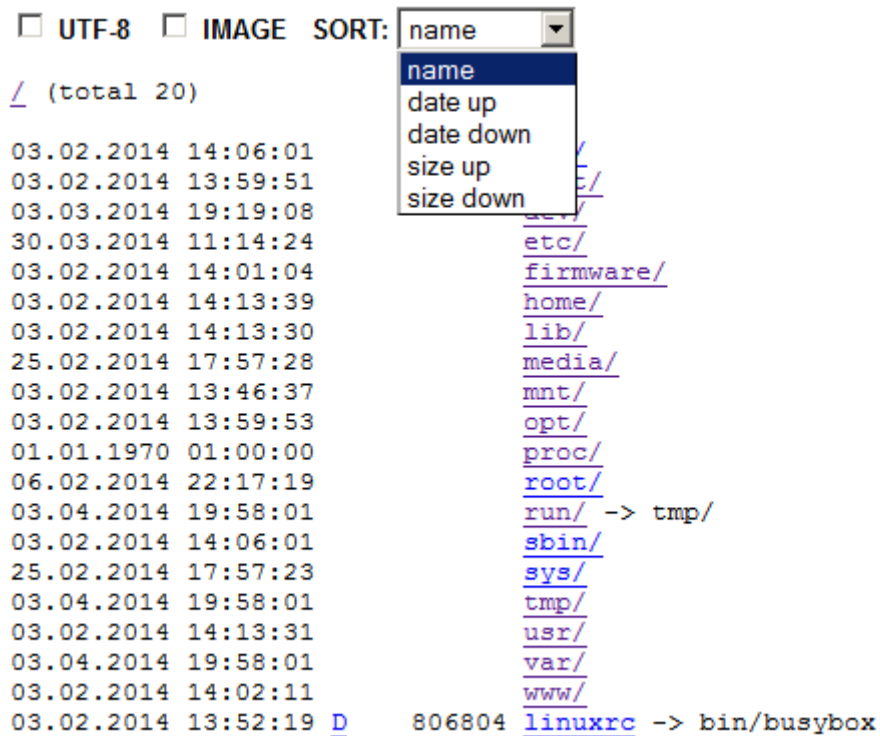 UTF-8 IMAGE SORT: name
name
date up
date down
size up
size down
/ (total 20)
03.02.2014 14:06:01 /
03.02.2014 13:59:51 /
03.03.2014 19:19:08 dev/
30.03.2014 11:14:24 etc/
03.02.2014 14:01:04 firmware/
03.02.2014 14:13:39 home/
03.02.2014 14:13:30 lib/
25.02.2014 17:57:28 media/
03.02.2014 13:46:37 mnt/
03.02.2014 13:59:53 opt/
01.01.1970 01:00:00 proc/
06.02.2014 22:17:19 root/
03.04.2014 19:58:01 run/ -> tmp/
03.02.2014 14:06:01 sbin/
25.02.2014 17:57:23 sys/
03.04.2014 19:58:01 tmp/
03.02.2014 14:13:31 usr/
03.04.2014 19:58:01 var/
03.02.2014 14:02:11 www/
03.02.2014 13:52:19 D 806804 linuxrc -> bin/busybox